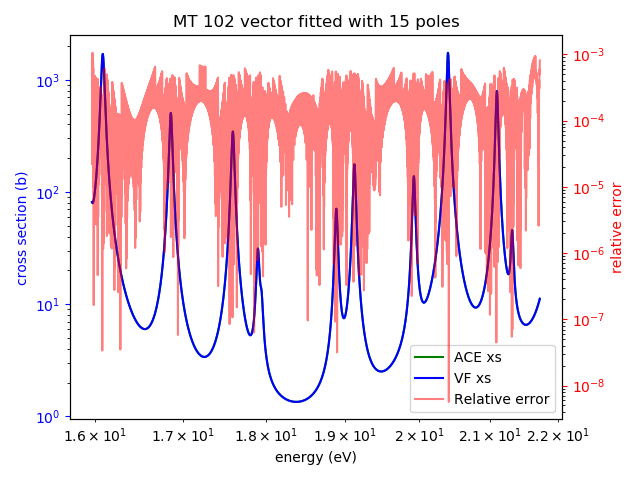 MT 102 vector fitted with 15 poles
10³
10²
10¹
10⁰
cross section (b)
10⁻³
10⁻⁴
10⁻⁵
10⁻⁶
10⁻⁷
10⁻⁸
relative error
ACE xs
VF xs
Relative error
1.6 × 10¹ 1.7 × 10¹ 1.8 × 10¹ 1.9 × 10¹ 2 × 10¹ 2.1 × 10¹ 2.2 × 10¹
energy (eV)